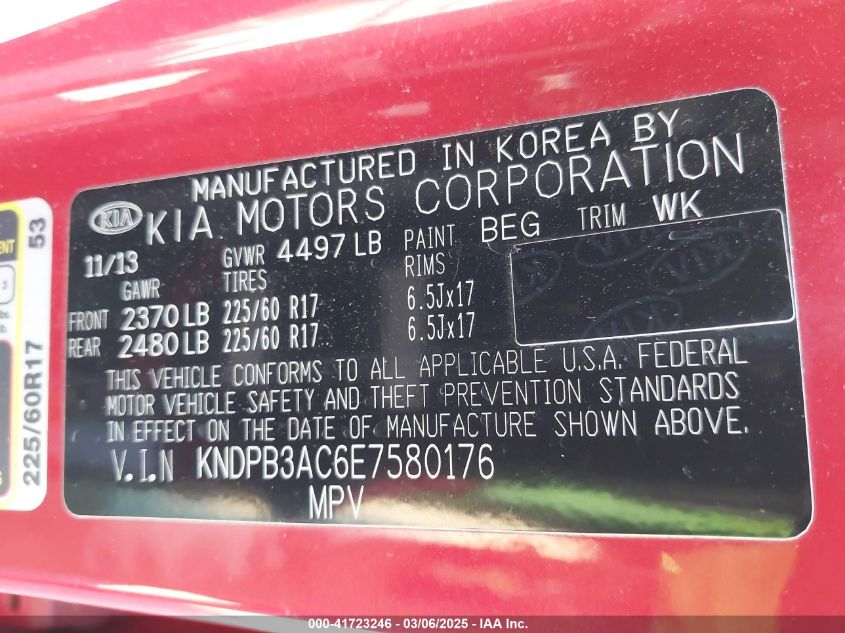 MANUFACTURED IN KOREA BY
KIA KIA MOTORS CORPORATION
11/13 GVWR 4497 LB PAINT BEG TRIM WK
GAWR TIRES RIMS
FRONT 2370 LB 225/60 R17 6.5Jx17
REAR 2480 LB 225/60 R17 6.5Jx17
THIS VEHICLE CONFORMS TO ALL APPLICABLE U.S.A. FEDERAL
MOTOR VEHICLE SAFETY AND THEFT PREVENTION STANDARDS
IN EFFECT ON THE DATE OF MANUFACTURE SHOWN ABOVE.
V.I.N KNDPB3AC6E7580176
MPV
KIA
225/60R17 53
000-41723246 - 03/06/2025 - IAA Inc.